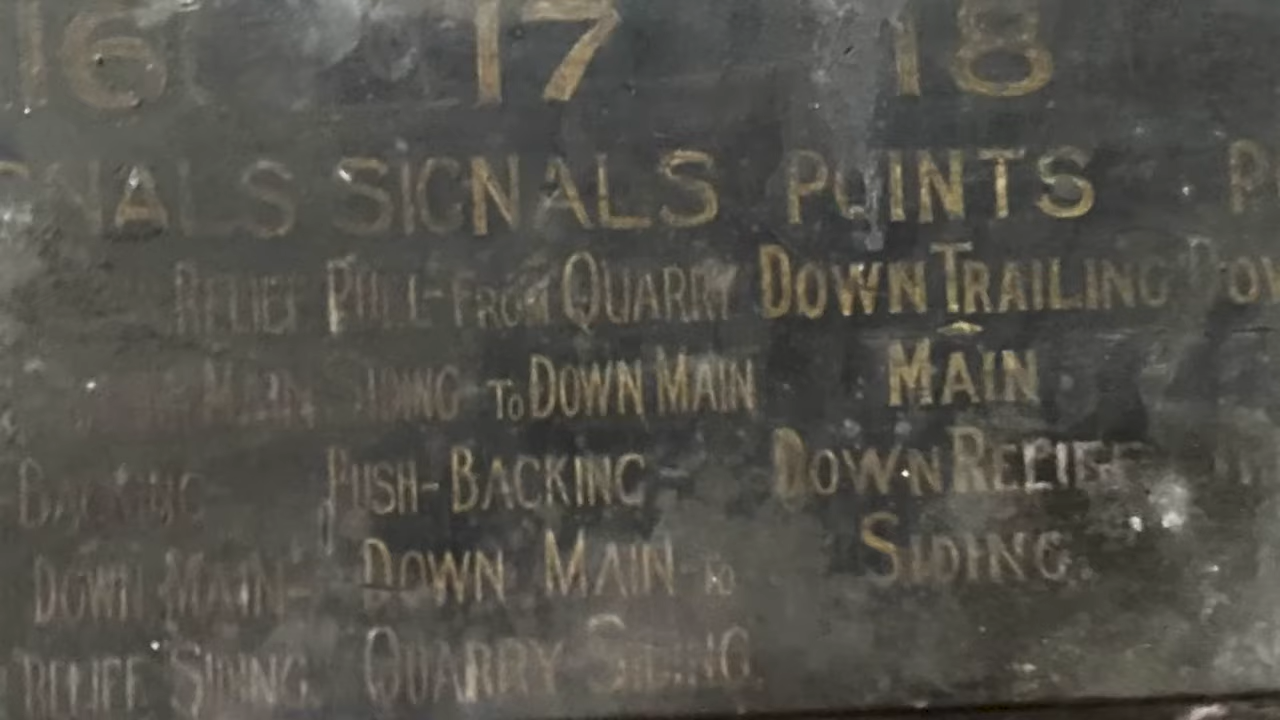 16 17 18
SIGNALS POINTS
RELIEF PULL-FROM QUARRY DOWN TRAILING
MAIN SIDING TO DOWN MAIN MAIN
BACKING PUSH-BACKING DOWN RELIEF
DOWN MAIN- DOWN MAIN-TO SIDING.
RELIEF SIDING. QUARRY SIDING.